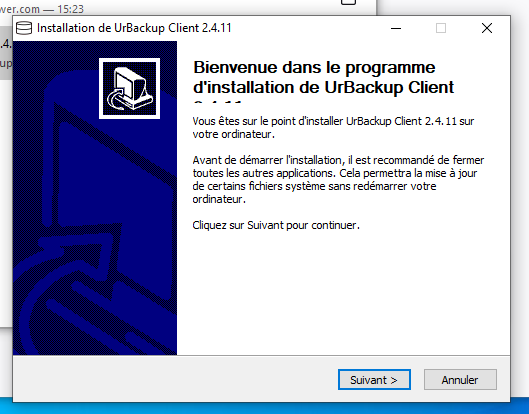 wer.com — 15:23
Installation de UrBackup Client 2.4.11
.4.
up
Bienvenue dans le programme
d'installation de UrBackup Client
2.4.11
Vous êtes sur le point d'installer UrBackup Client 2.4.11 sur
votre ordinateur.
Avant de démarrer l'installation, il est recommandé de fermer
toutes les autres applications. Cela permettra la mise à jour
de certains fichiers système sans redémarrer votre
ordinateur.
Cliquez sur Suivant pour continuer.
Suivant >
Annuler